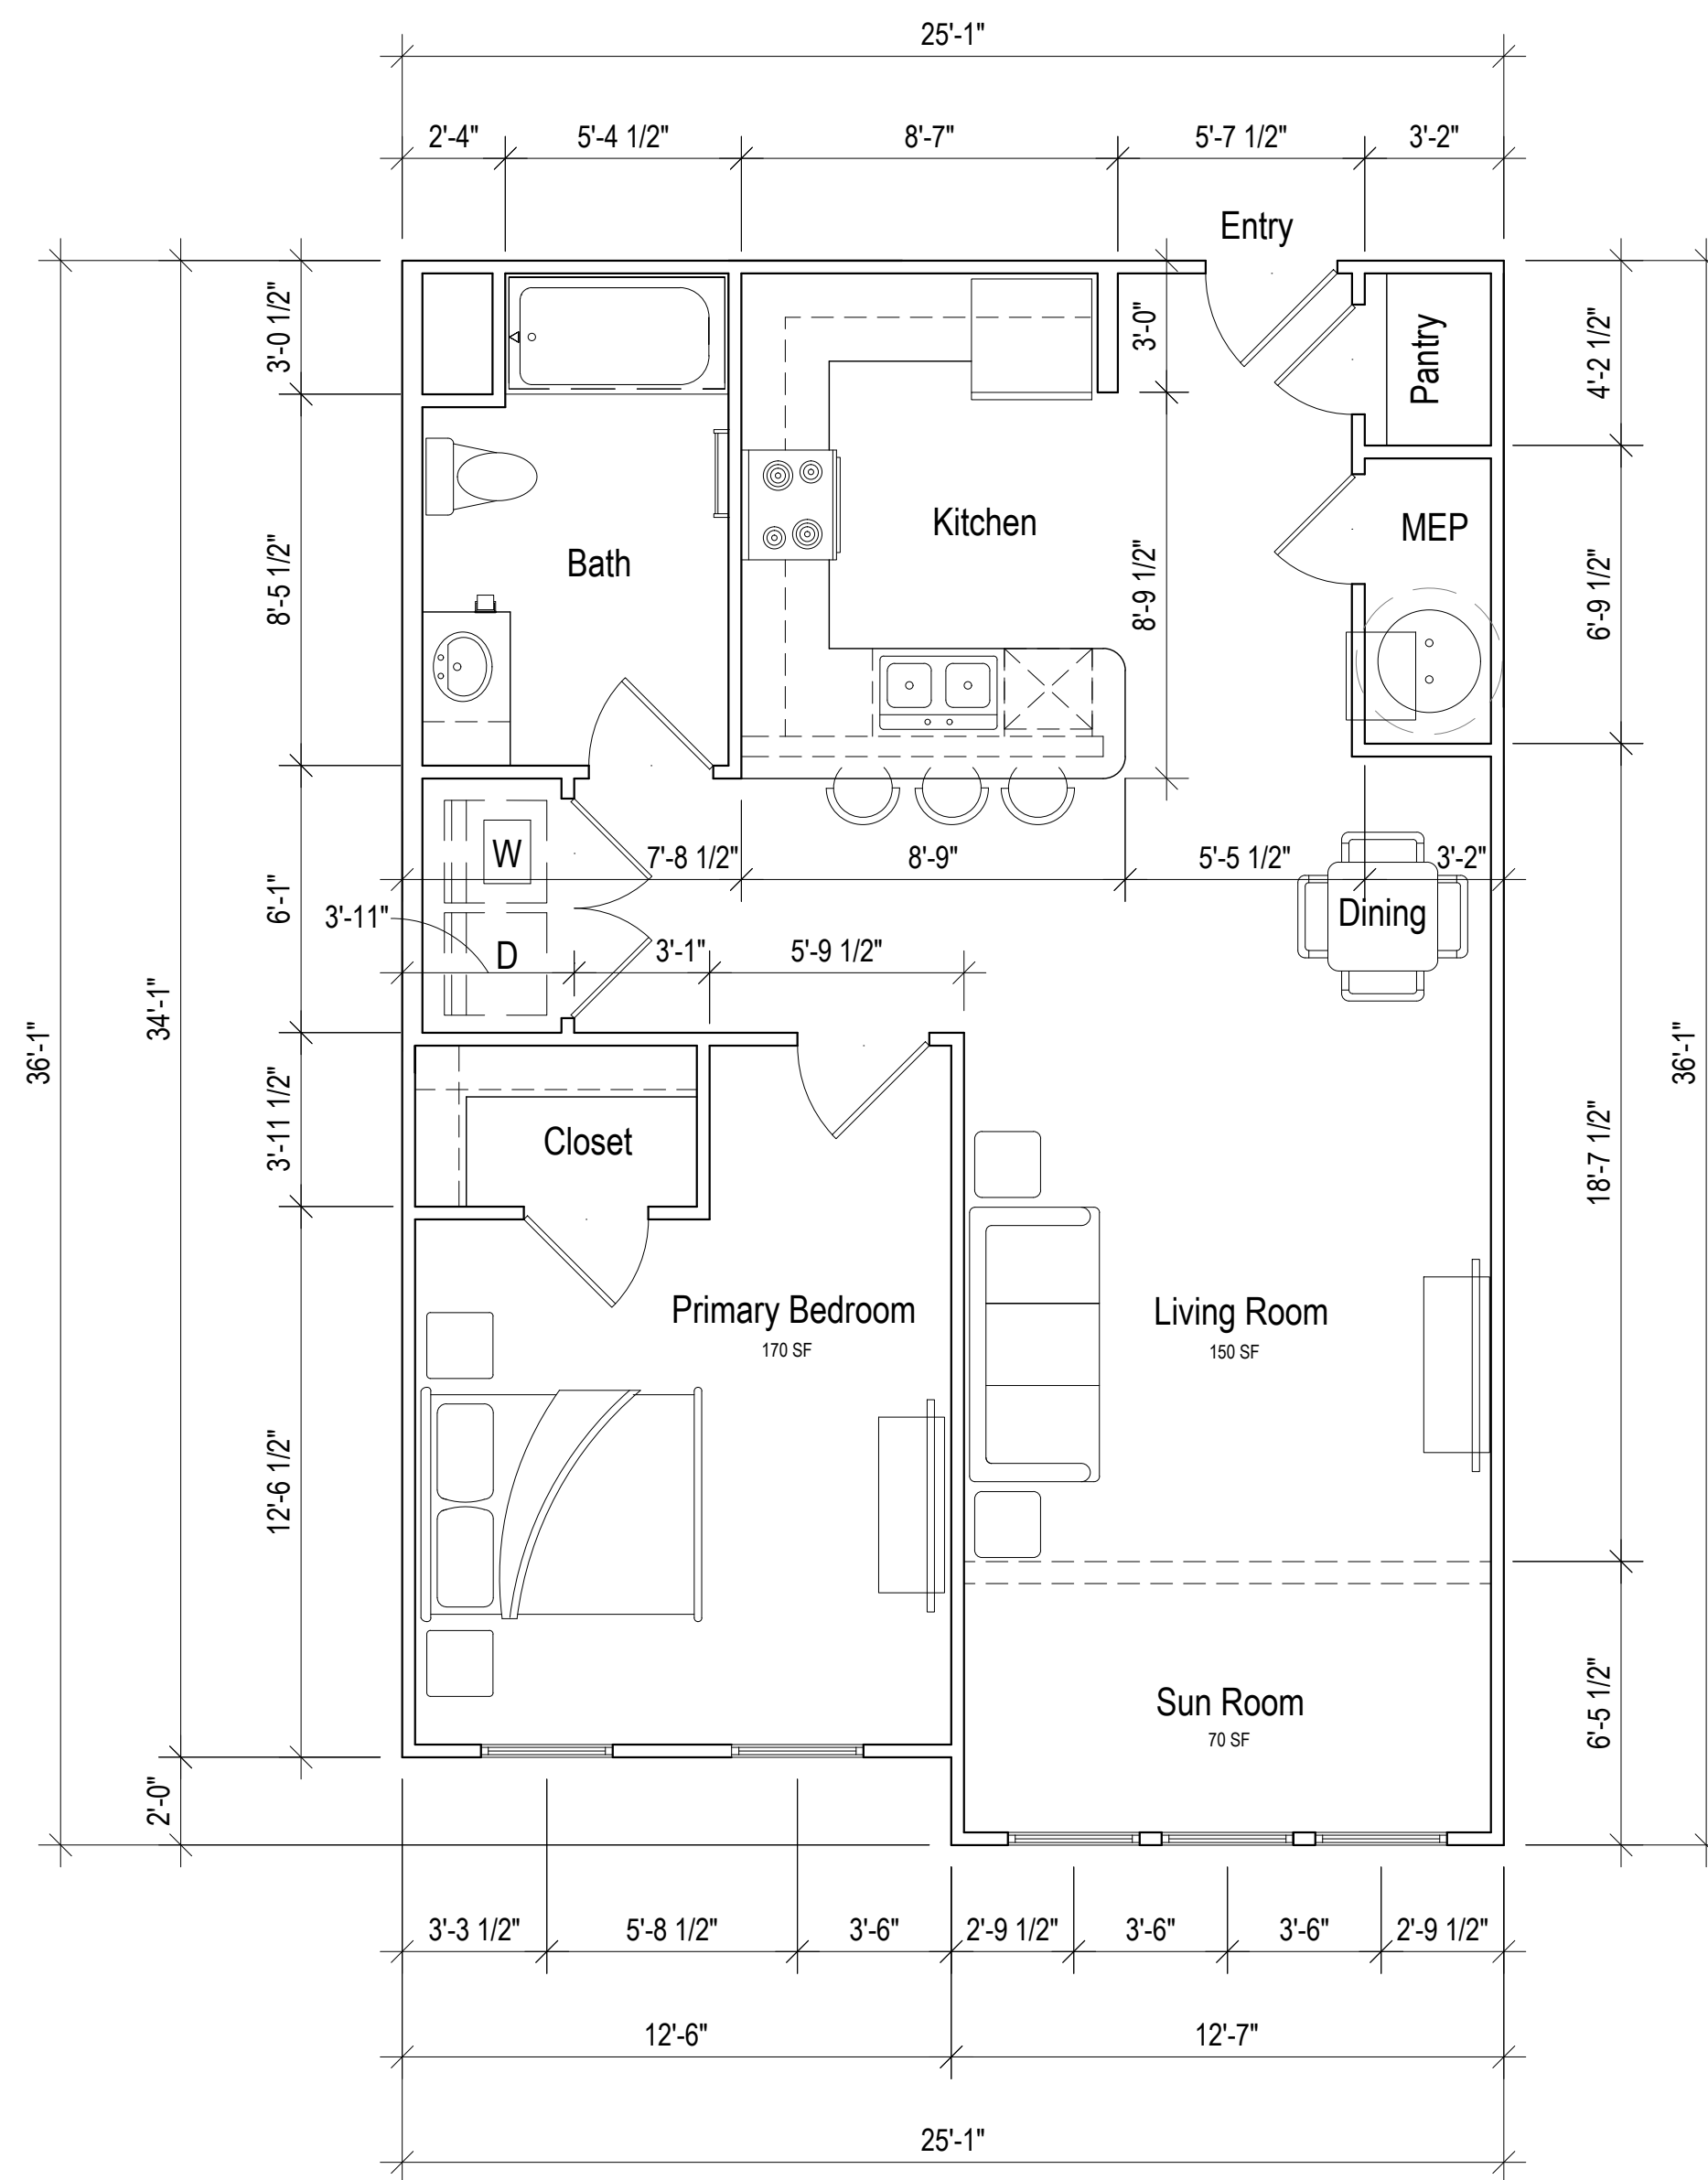 25'-1"
2'-4"
5'-4 1/2"
8'-7"
5'-7 1/2"
3'-2"
Entry
3'-0 1/2"
3'-0"
Pantry
4'-2 1/2"
Kitchen
MEP
Bath
8'-5 1/2"
8'-9 1/2"
6'-9 1/2"
W
7'-8 1/2"
8'-9"
5'-5 1/2"
3'-2"
6'-1"
3'-11"
Dining
D
3'-1"
5'-9 1/2"
34'-1"
36'-1"
36'-1"
3'-11 1/2"
Closet
18'-7 1/2"
Primary Bedroom
170 SF
Living Room
150 SF
12'-6 1/2"
Sun Room
70 SF
6'-5 1/2"
2'-0"
3'-3 1/2"
5'-8 1/2"
3'-6"
2'-9 1/2"
3'-6"
3'-6"
2'-9 1/2"
12'-6"
12'-7"
25'-1"